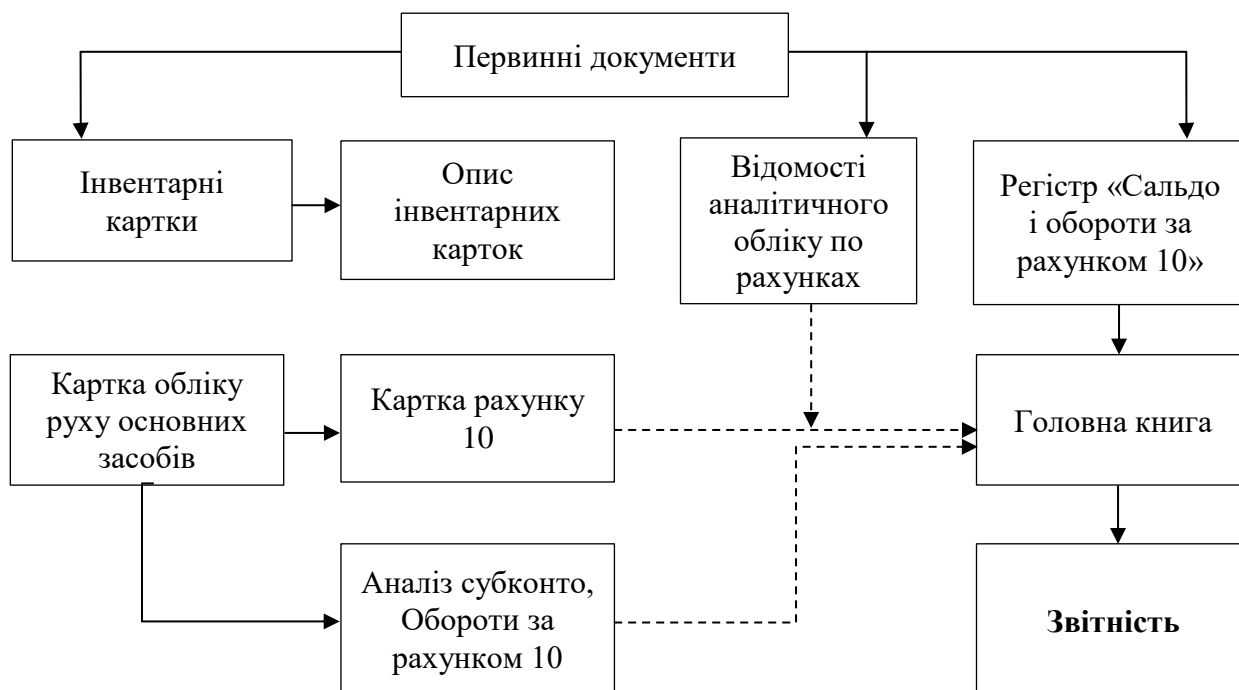 Первинні документи
Інвентарні
картки
Опис
інвентарних
карток
Відомості
аналітичного
обліку по
рахунках
Регістр «Сальдо
і обороти за
рахунком 10»
Картка обліку
руху основних
засобів
Картка рахунку
10
Головна книга
Аналіз субконто,
Обороти за
рахунком 10
Звітність